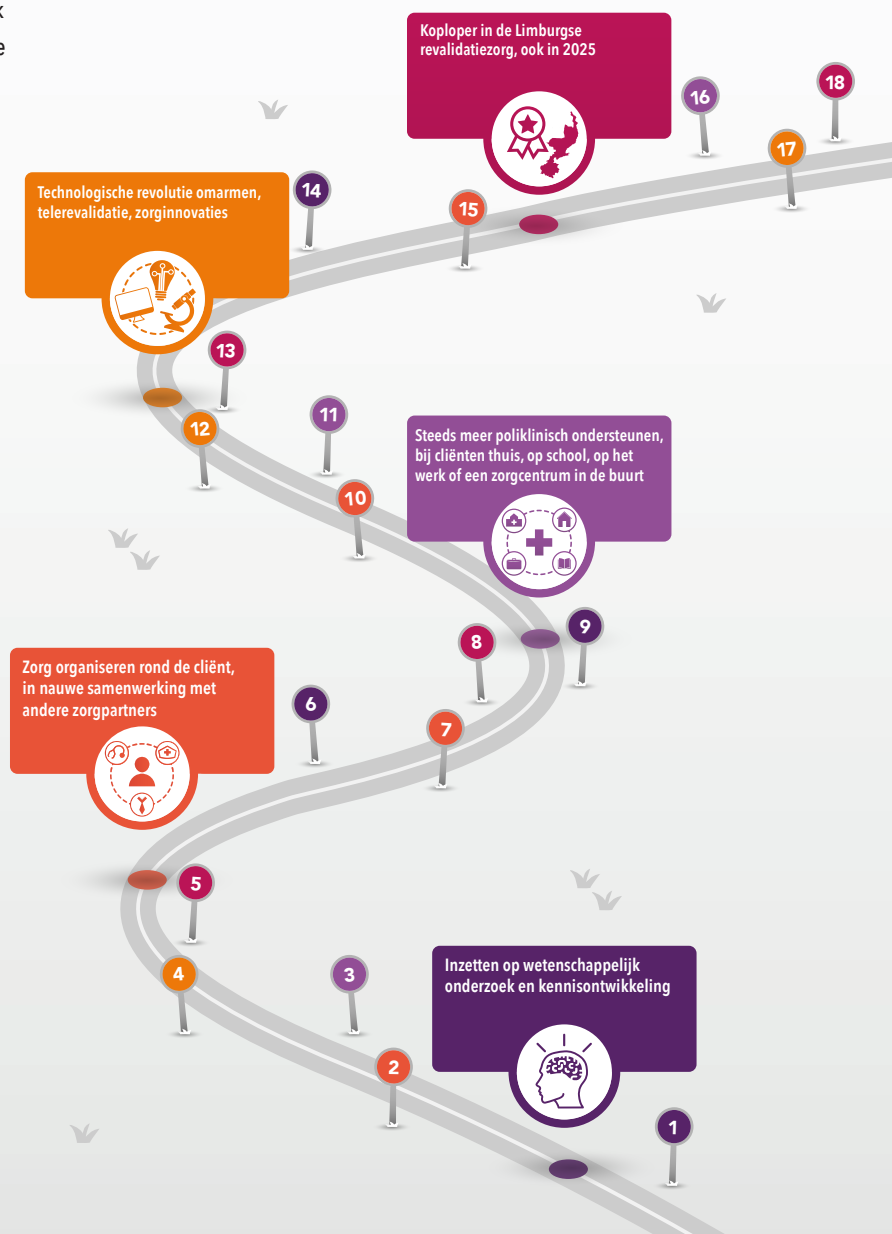 Koploper in de Limburgse
revalidatiezorg, ook in 2025
18
16
17
Technologische revolutie omarmen,
telerevalidatie, zorginnovaties
14
15
13
12
11
10
Steeds meer poliklinisch ondersteunen,
bij cliënten thuis, op school, op het
werk of een zorgcentrum in de buurt
9
8
Zorg organiseren rond de cliënt,
in nauwe samenwerking met
andere zorgpartners
6
7
5
4
3
Inzetten op wetenschappelijk
onderzoek en kennisontwikkeling
2
1